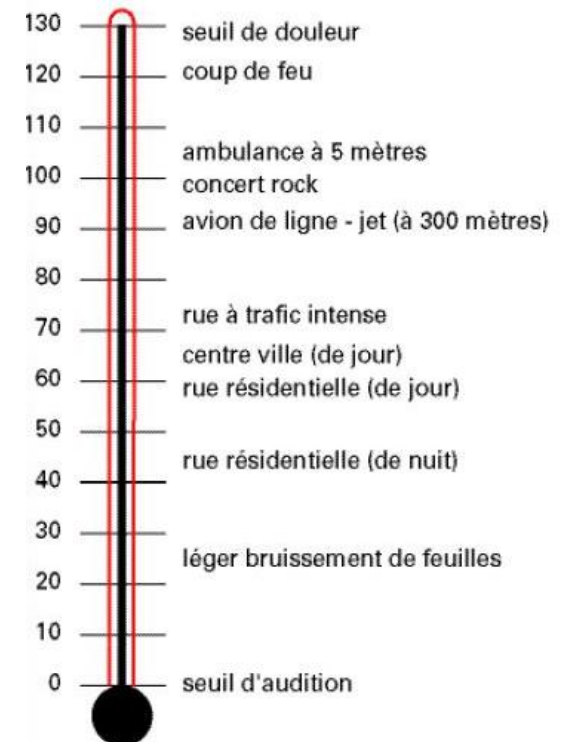 130
seuil de douleur
120
coup de feu
110
ambulance à 5 mètres
100
concert rock
avion de ligne - jet (à 300 mètres)
90
80
rue à trafic intense
70
centre ville (de jour)
60
rue résidentielle (de jour)
50
rue résidentielle (de nuit)
40
30
léger bruissement de feuilles
20
10
0
seuil d'audition